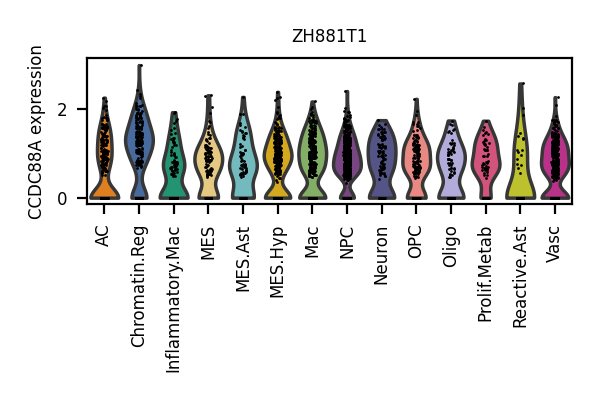 ZH881T1
CCDC88A expression
2
0
AC
Chromatin.Reg
Inflammatory.Mac
MES
MES.Ast
MES.Hyp
Mac
NPC
Neuron
OPC
Oligo
Prolif.Metab
Reactive.Ast
Vasc